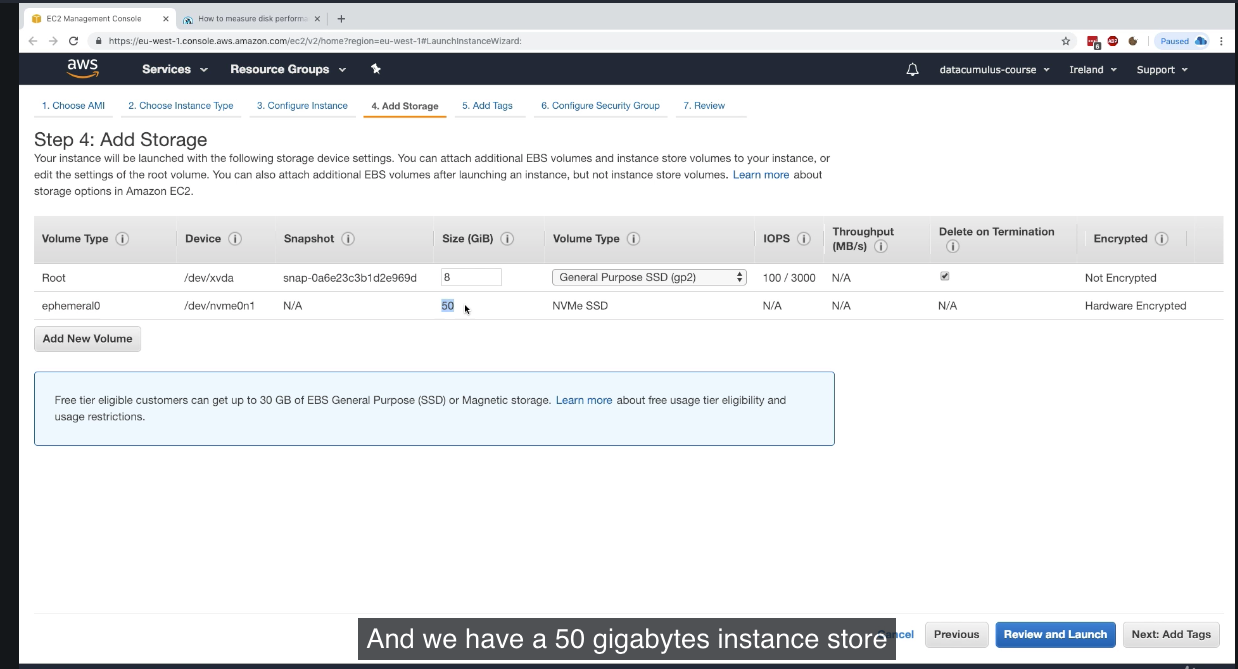 EC2 Management Console
How to measure disk performa
https://eu-west-1.console.aws.amazon.com/ec2/v2/home?region=eu-west-1#LaunchInstanceWizard:
Paused
aws
Services
Resource Groups
datacumulus-course
Ireland
Support
1. Choose AMI
2. Choose Instance Type
3. Configure Instance
4. Add Storage
5. Add Tags
6. Configure Security Group
7. Review
Step 4: Add Storage
Your instance will be launched with the following storage device settings. You can attach additional EBS volumes and instance store volumes to your instance, or
edit the settings of the root volume. You can also attach additional EBS volumes after launching an instance, but not instance store volumes. Learn more about
storage options in Amazon EC2.
Volume Type
Device
Snapshot
Size (GiB)
Volume Type
IOPS
Throughput
(MB/s)
Delete on Termination
Encrypted
Root
/dev/xvda
snap-0a6e23c3b1d2e969d
8
General Purpose SSD (gp2)
100 / 3000
N/A
Not Encrypted
ephemeral0
/dev/nvme0n1
N/A
50
NVMe SSD
N/A
N/A
N/A
Hardware Encrypted
Add New Volume
Free tier eligible customers can get up to 30 GB of EBS General Purpose (SSD) or Magnetic storage. Learn more about free usage tier eligibility and
usage restrictions.
And we have a 50 gigabytes instance store
ancel
Previous
Review and Launch
Next: Add Tags